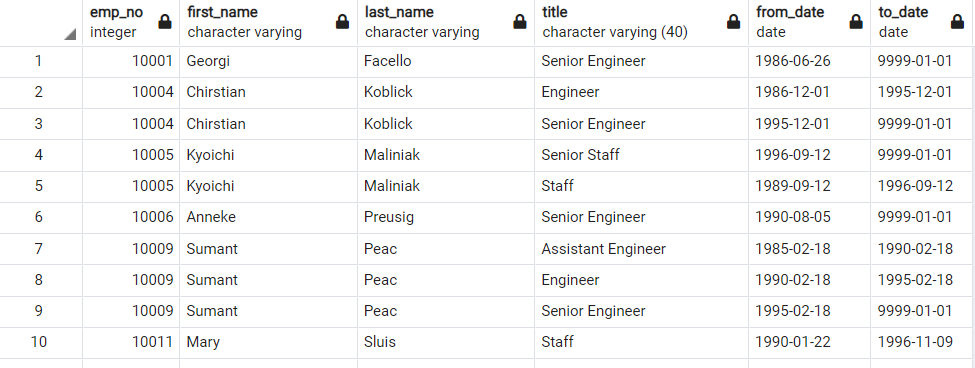 emp_no first_name last_name title from_date to_date
integer character varying character varying character varying (40) date date
1 10001 Georgi Facello Senior Engineer 1986-06-26 9999-01-01
2 10004 Chirstian Koblick Engineer 1986-12-01 1995-12-01
3 10004 Chirstian Koblick Senior Engineer 1995-12-01 9999-01-01
4 10005 Kyoichi Maliniak Senior Staff 1996-09-12 9999-01-01
5 10005 Kyoichi Maliniak Staff 1989-09-12 1996-09-12
6 10006 Anneke Preusig Senior Engineer 1990-08-05 9999-01-01
7 10009 Sumant Peac Assistant Engineer 1985-02-18 1990-02-18
8 10009 Sumant Peac Engineer 1990-02-18 1995-02-18
9 10009 Sumant Peac Senior Engineer 1995-02-18 9999-01-01
10 10011 Mary Sluis Staff 1990-01-22 1996-11-09